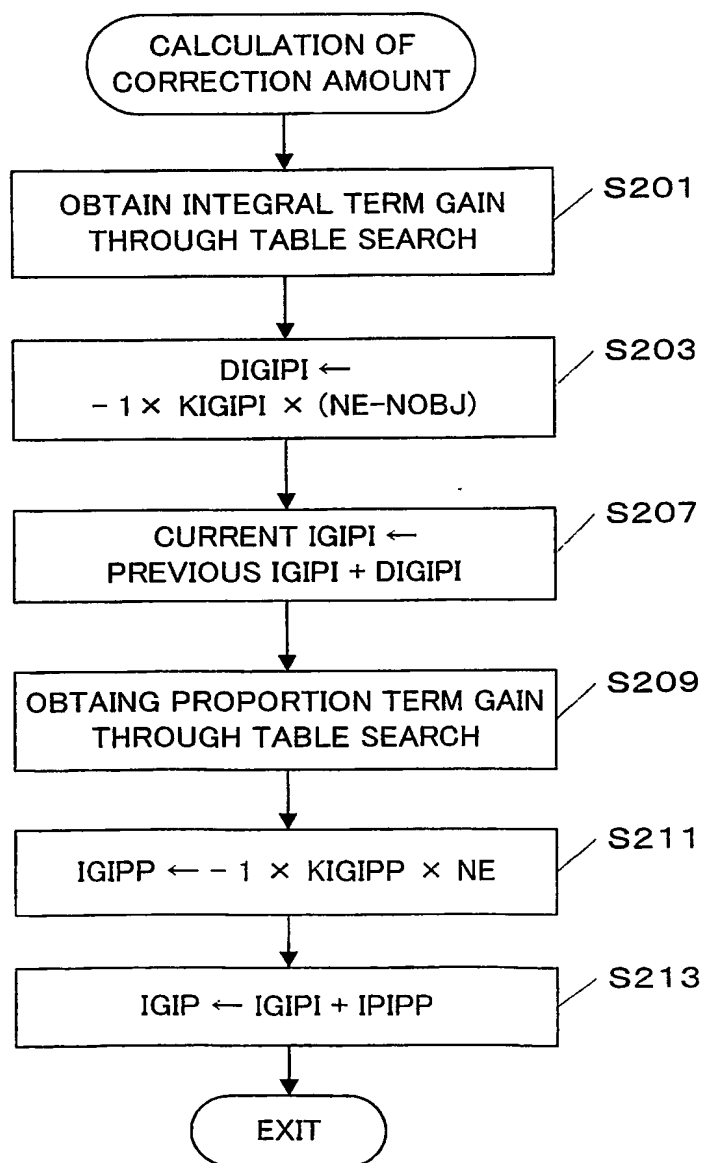 CALCULATION OF
CORRECTION AMOUNT
S201
OBTAIN INTEGRAL TERM GAIN
THROUGH TABLE SEARCH
S203
DIGIPI ←
- 1 × KIGIPI × (NE-NOBJ)
S207
CURRENT IGIPI ←
PREVIOUS IGIPI + DIGIPI
S209
OBTAING PROPORTION TERM GAIN
THROUGH TABLE SEARCH
S211
IGIPP ← - 1 × KIGIPP × NE
S213
IGIP ← IGIPI + IPIPP
EXIT